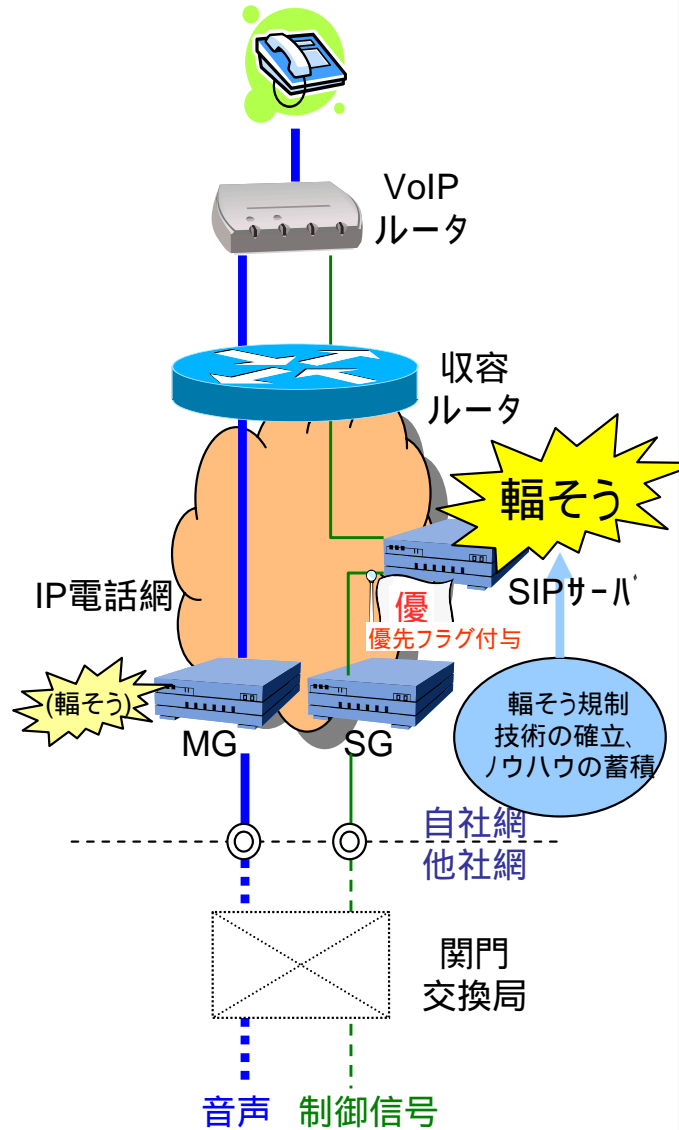 VoIP
ルータ
収容
ルータ
輻そう
IP電話網
SIPサーバ
優
優先フラグ付与
(輻そう)
MG
SG
輻そう規制
技術の確立、
ノウハウの蓄積
自社網
他社網
関門
交換局
音声
制御信号